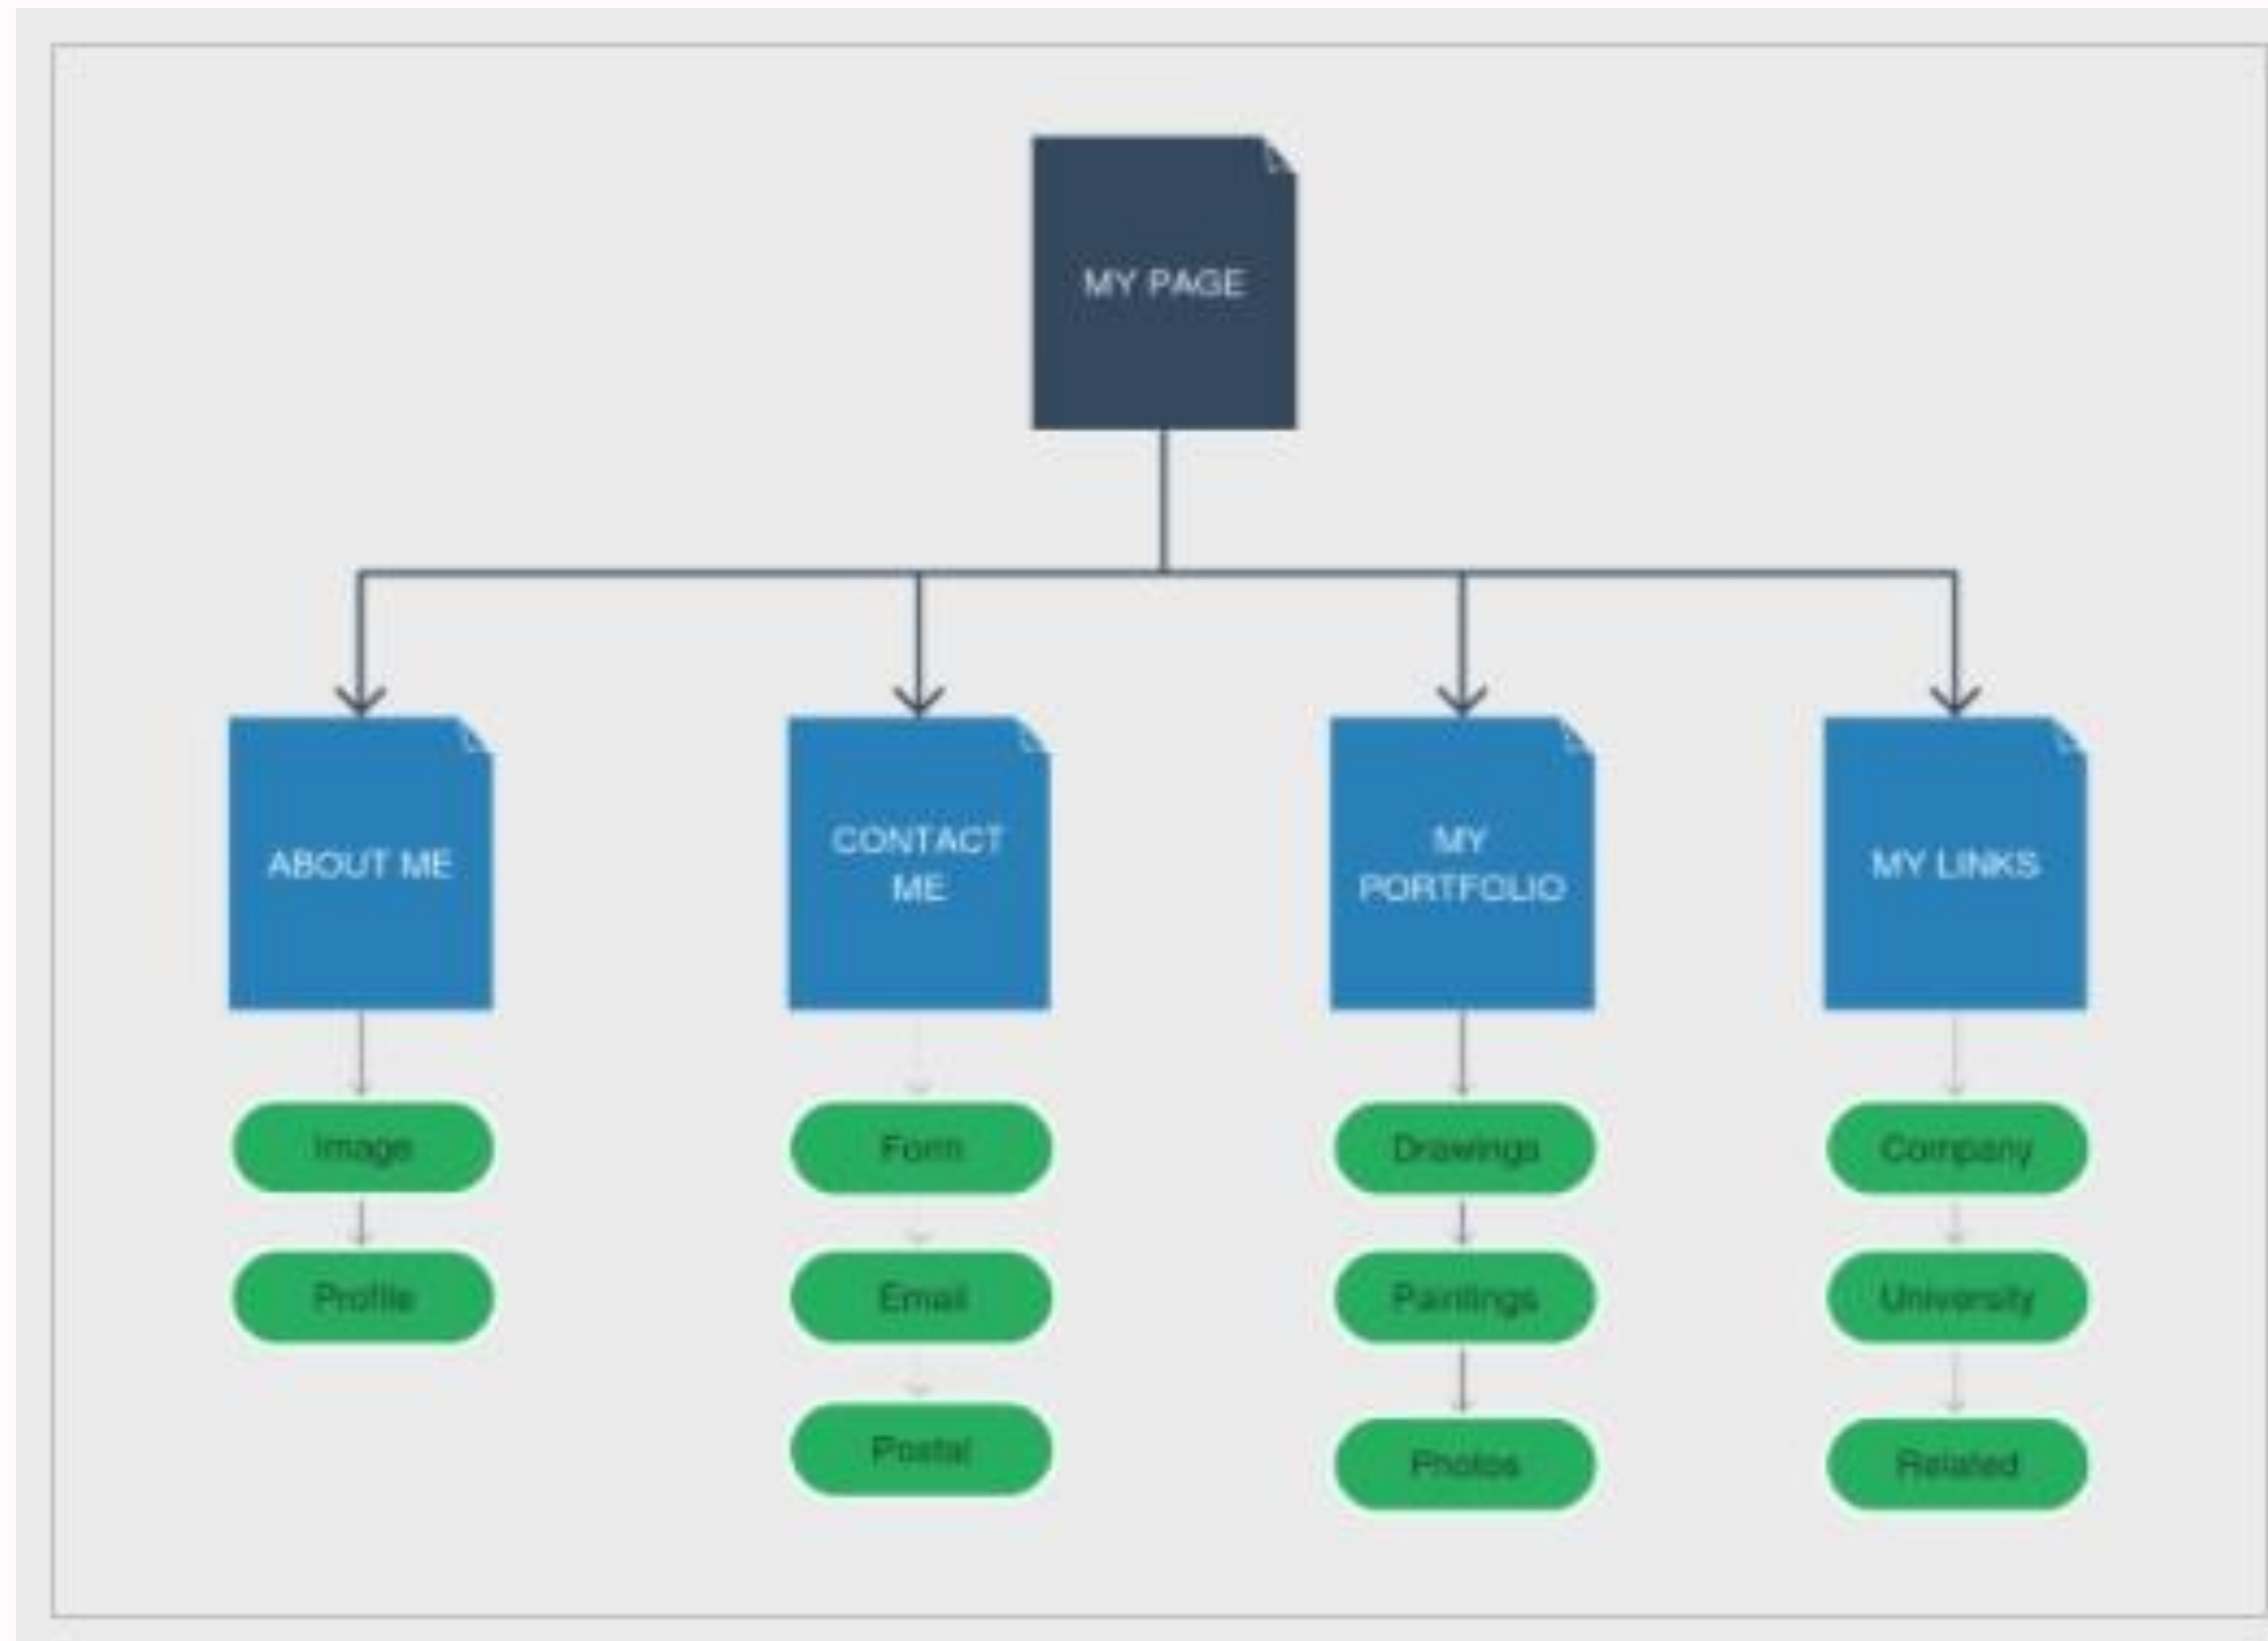 MY PAGE
ABOUT ME
CONTACT
ME
MY
PORTFOLIO
MY LINKS
Image
Form
Drawings
Company
Profile
Email
Paintings
University
Postal
Photos
Related